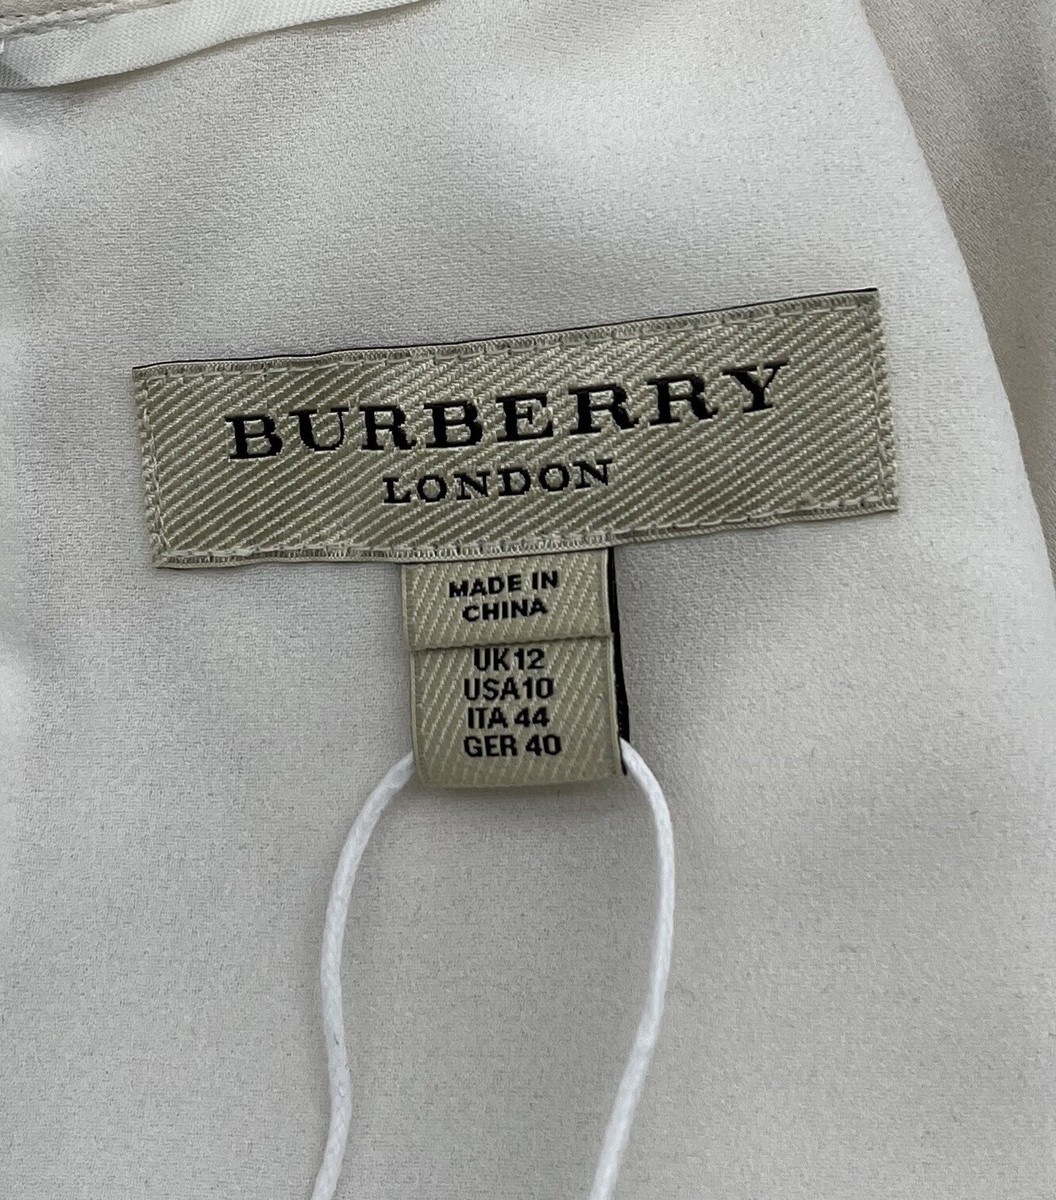 BURBERRY
LONDON
MADE IN
CHINA
UK12
USA10
ITA 44
GER 40